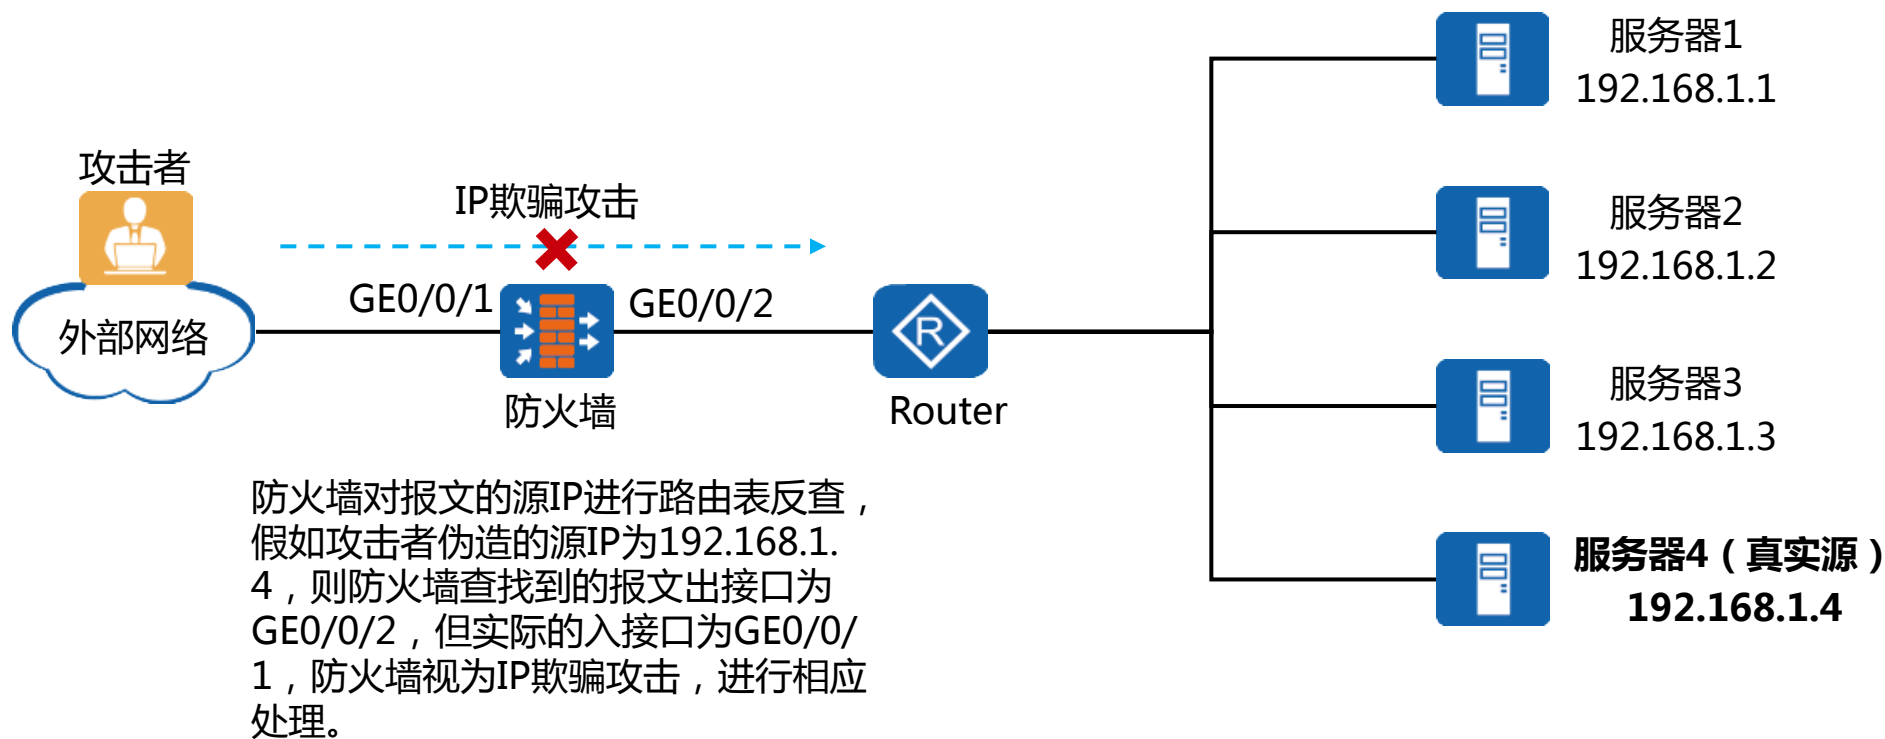 攻击者
外部网络
IP欺骗攻击
GE0/0/1
GE0/0/2
防火墙
R
Router
服务器1
192.168.1.1
服务器2
192.168.1.2
服务器3
192.168.1.3
服务器4（真实源）
192.168.1.4
防火墙对报文的源IP进行路由表反查，
假如攻击者伪造的源IP为192.168.1.
4，则防火墙查找到的报文出接口为
GE0/0/2，但实际的入接口为GE0/0/
1，防火墙视为IP欺骗攻击，进行相应
处理。